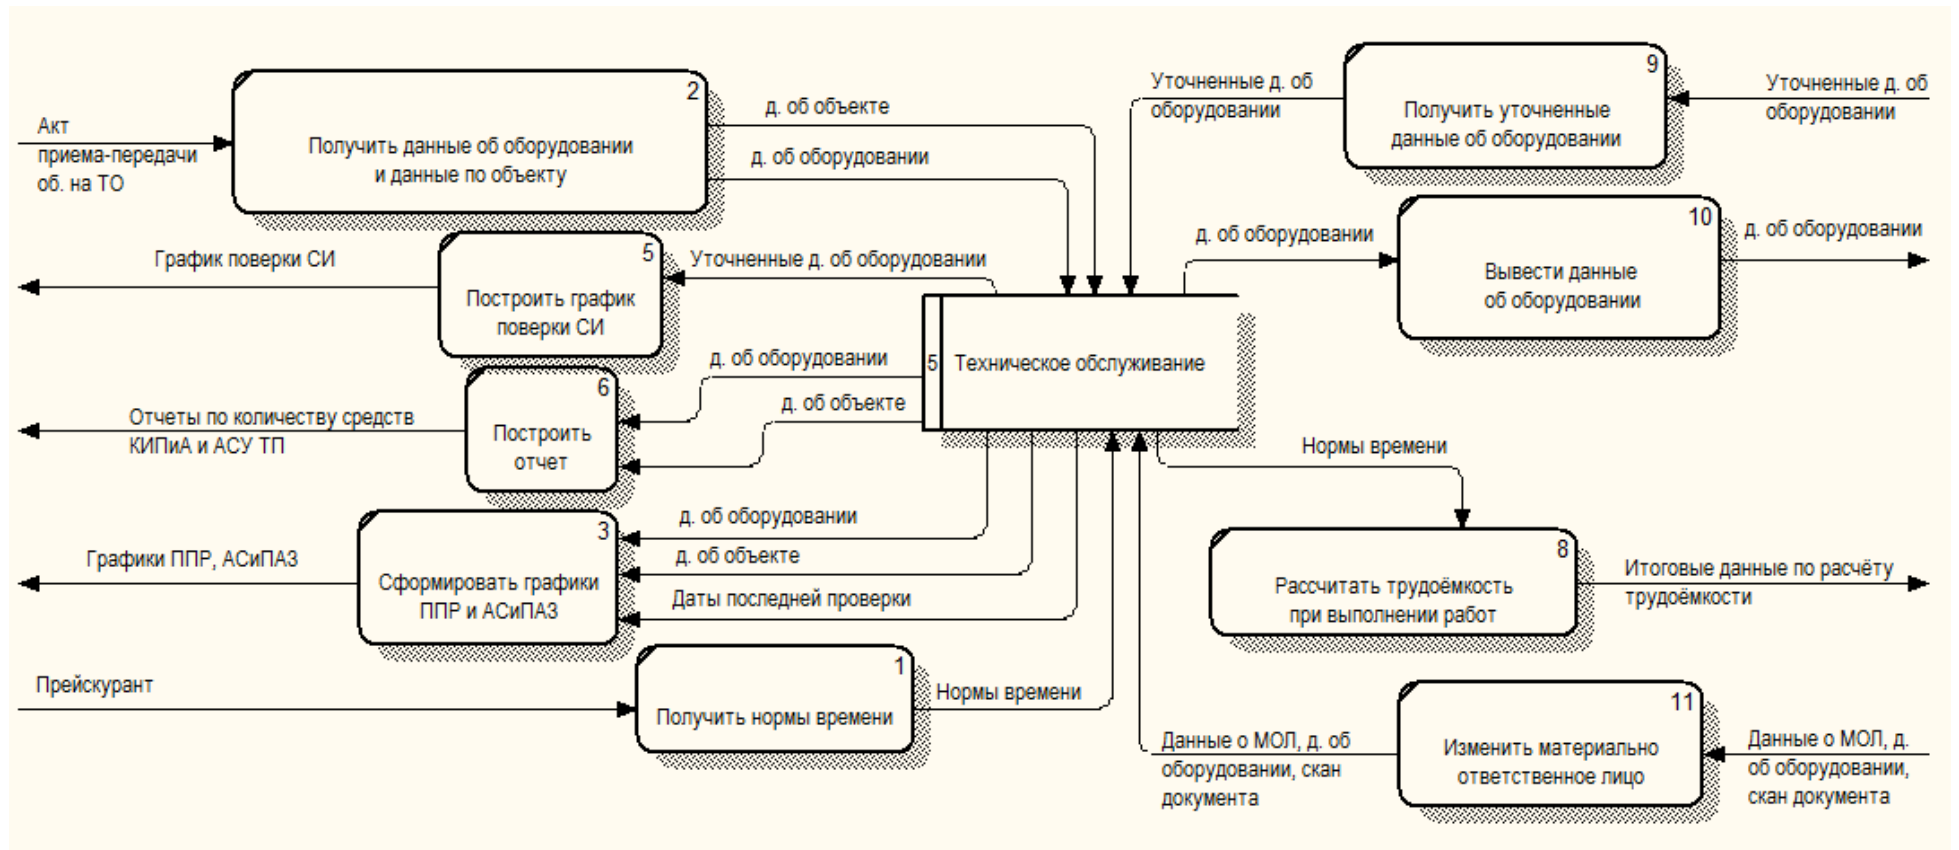 Акт
приема-передачи
об. на ТО
2
Получить данные об оборудовании
и данные по объекту
д. об объекте
д. об оборудовании
Уточненные д. об
оборудовании
9
Получить уточненные
данные об оборудовании
Уточненные д. об
оборудовании
График поверки СИ
5
Построить график
поверки СИ
Уточненные д. об оборудовании
д. об оборудовании
10
Вывести данные
об оборудовании
д. об оборудовании
5
Техническое обслуживание
Отчеты по количеству средств
КИПиА и АСУ ТП
6
Построить
отчет
д. об оборудовании
д. об объекте
Нормы времени
Графики ППР, АСиПАЗ
3
Сформировать графики
ППР и АСиПАЗ
д. об оборудовании
д. об объекте
Даты последней проверки
8
Рассчитать трудоёмкость
при выполнении работ
Итоговые данные по расчёту
трудоёмкости
Прейскурант
1
Получить нормы времени
Нормы времени
Данные о МОЛ, д. об
оборудовании, скан
документа
11
Изменить материально
ответственное лицо
Данные о МОЛ, д.
об оборудовании,
скан документа